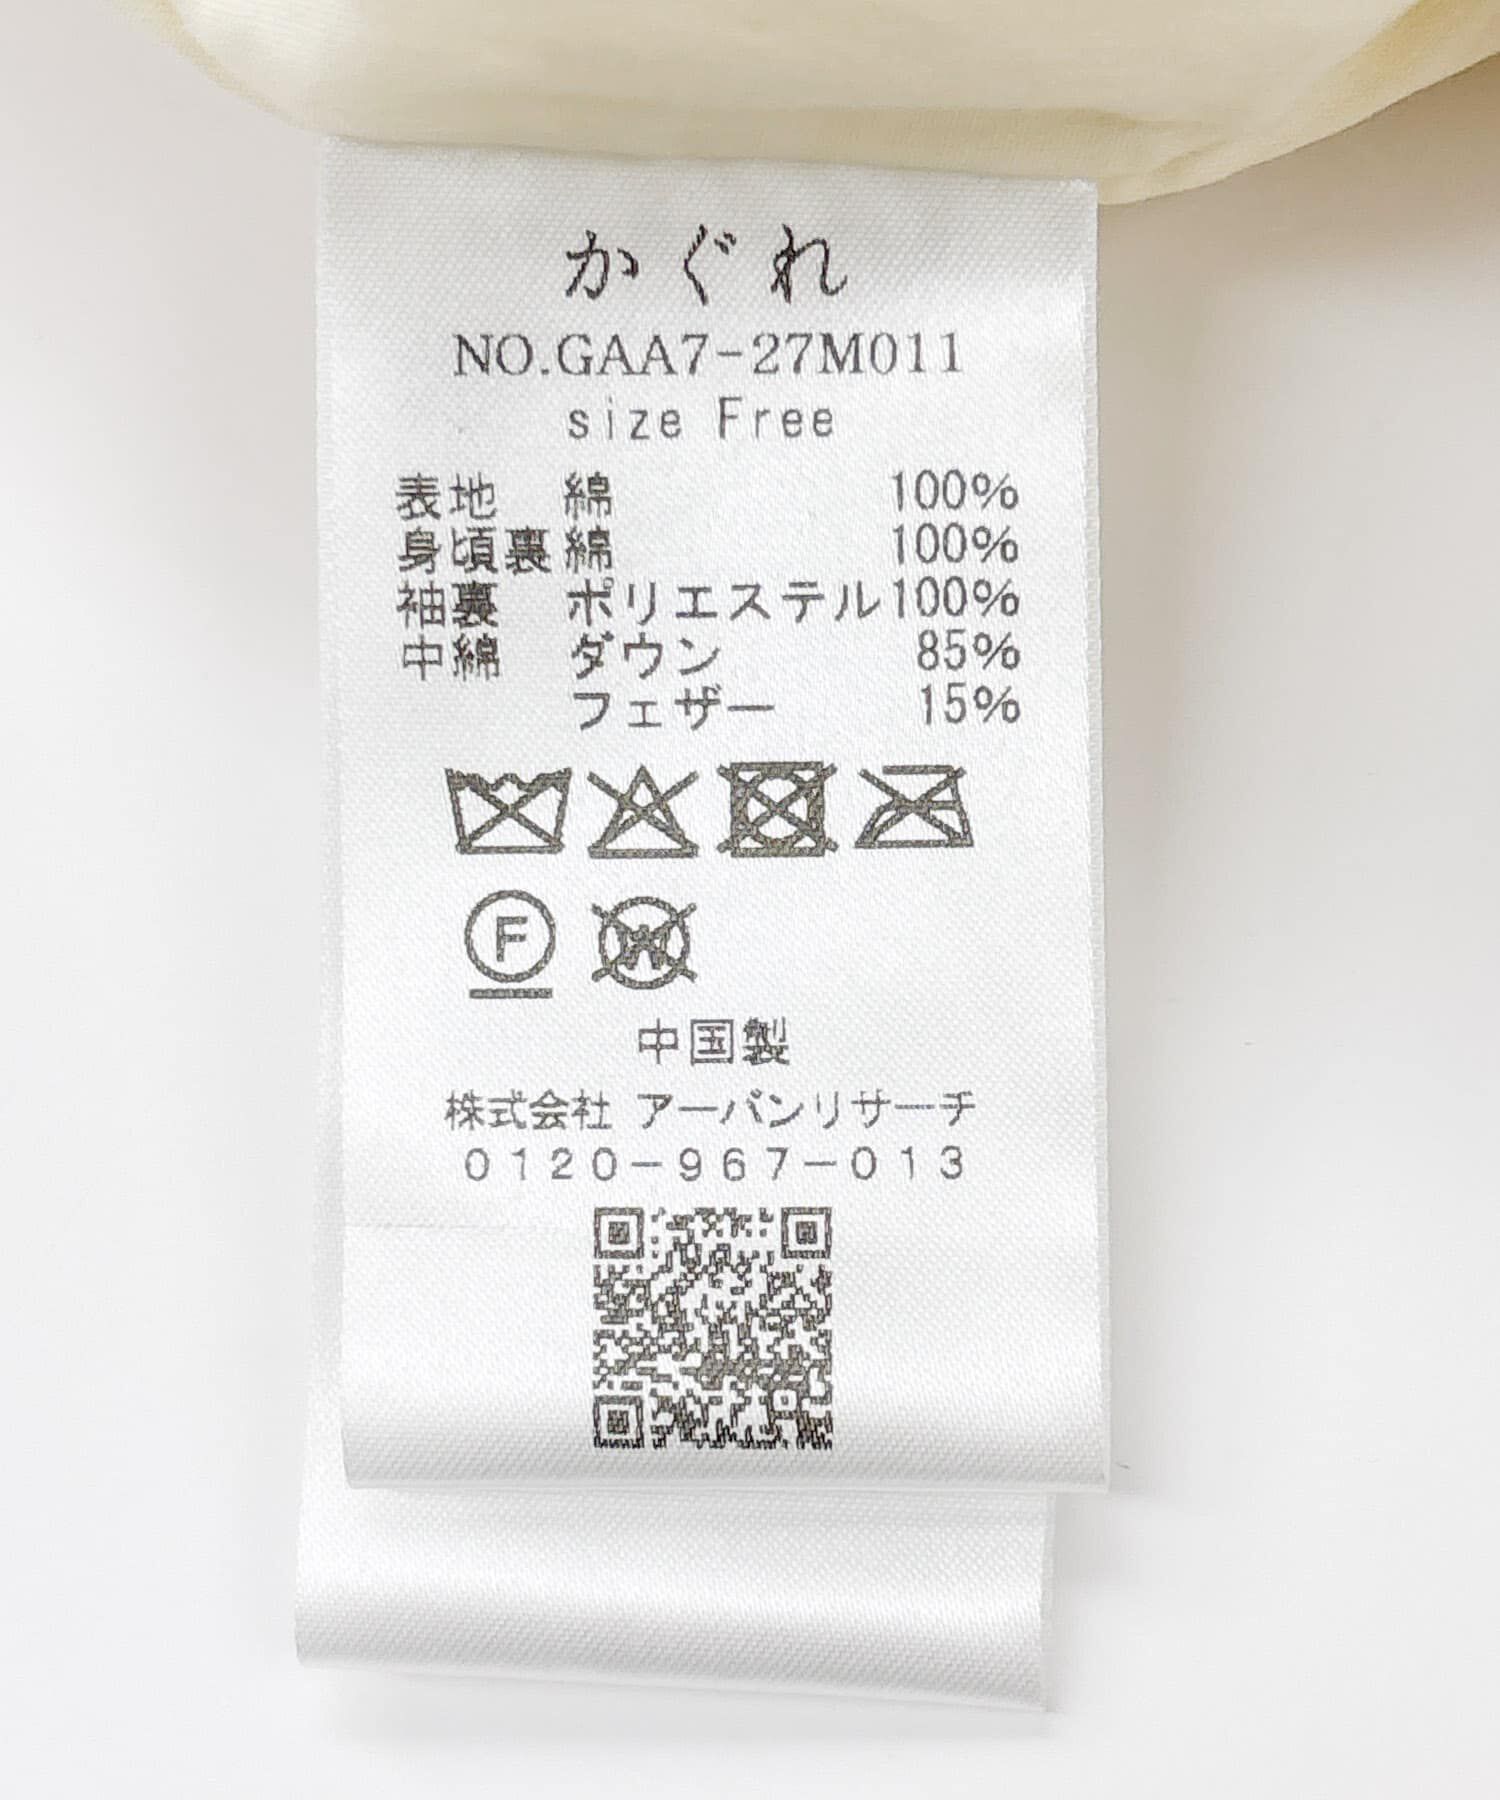 かぐれ
NO.GAA7-27M011
size Free
表地 綿 100%
身頃裏 綿 100%
袖裏 ポリエステル 100%
中綿 ダウン 85%
フェザー 15%
F W
中国製
株式会社 アーバンリサーチ
0120-967-013